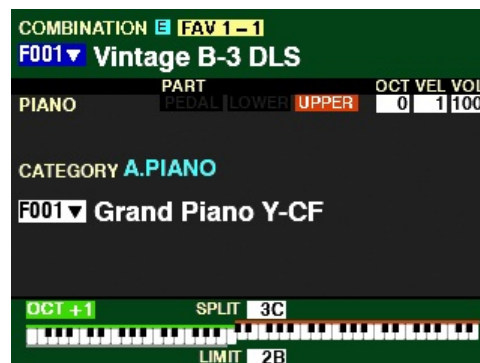 COMBINATION E FAV 1 – 1
F001▼ Vintage B-3 DLS
PART OCT VEL VOL
PIANO PEDAL LOWER UPPER 0 1 100
CATEGORY A.PIANO
F001▼ Grand Piano Y-CF
OCT +1 SPLIT 3C
LIMIT 2B